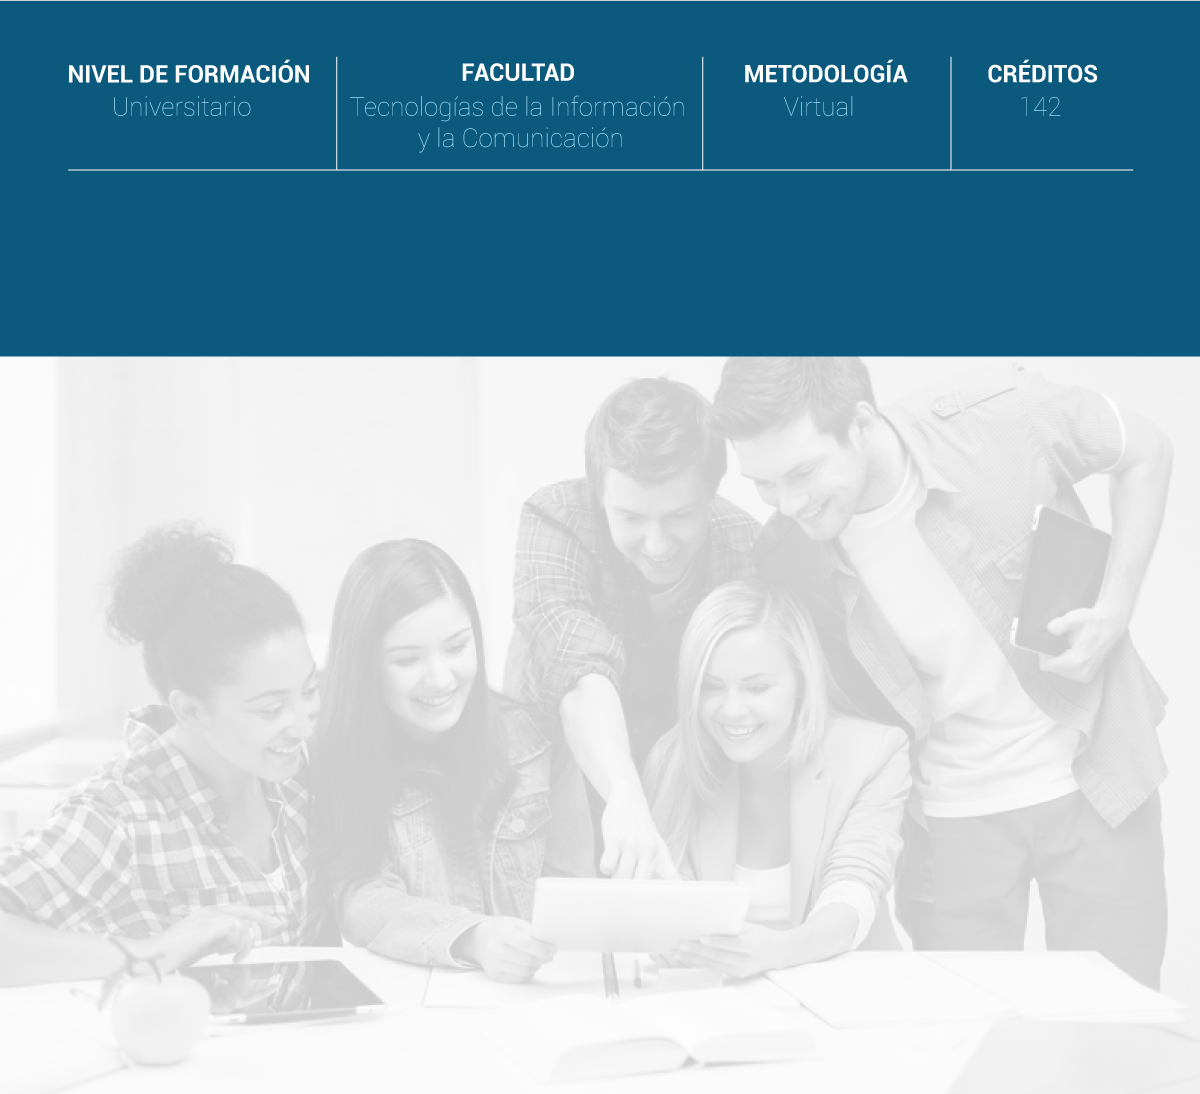 NIVEL DE FORMACIÓN
Universitario
FACULTAD
Tecnologías de la Información
y la Comunicación
METODOLOGÍA
Virtual
CRÉDITOS
142